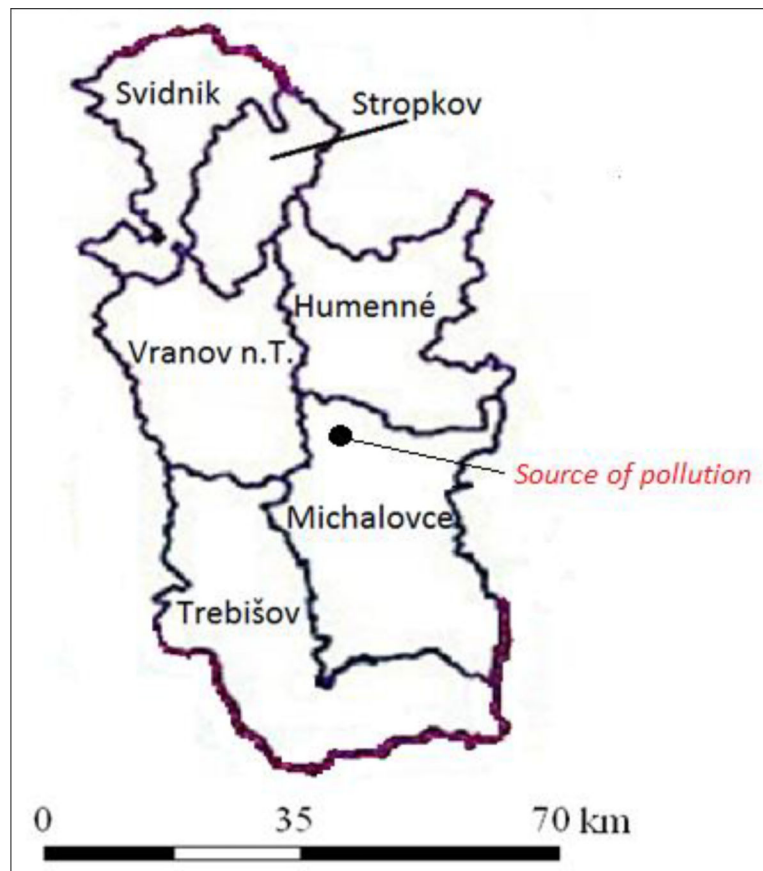 Svidnik
Stropkov
Humenné
Vranov n.T.
Source of pollution
Michalovce
Trebišov
0 35 70 km